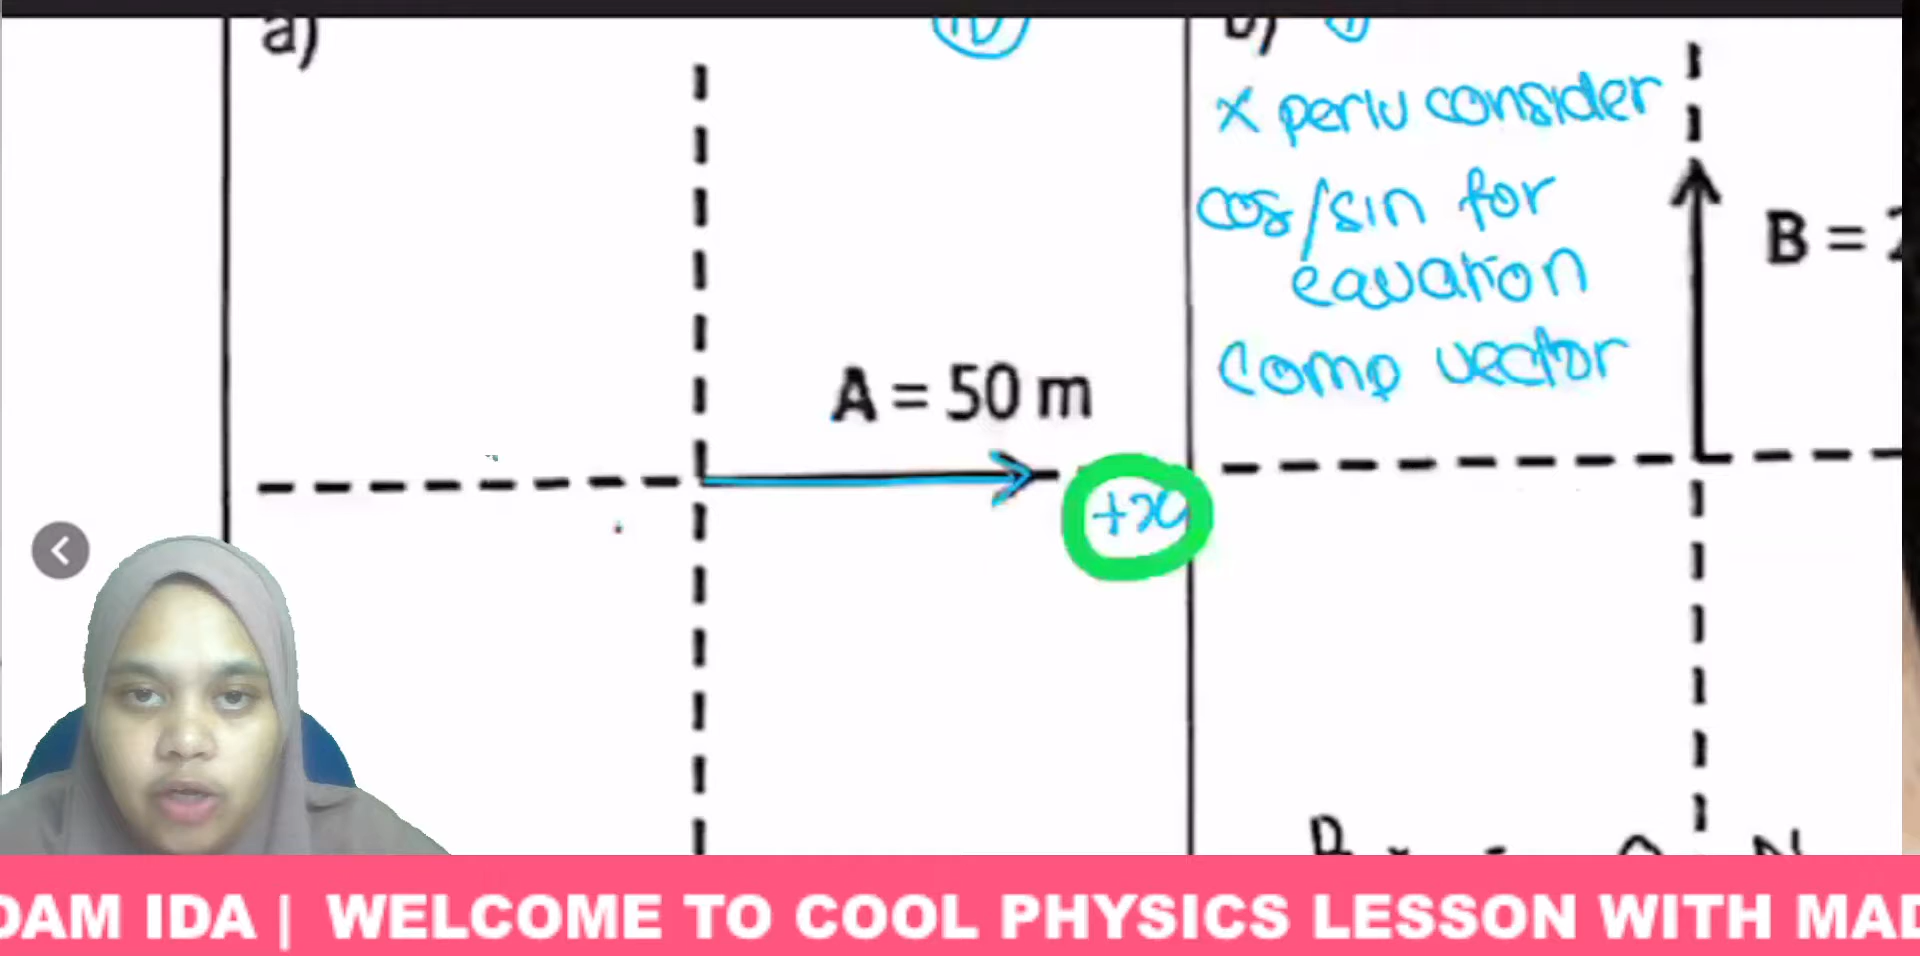 a)
b)
x perlu consider
cos/sin for
equation
comp vector
B =
A = 50 m
+x
DAM IDA | WELCOME TO COOL PHYSICS LESSON WITH MAD